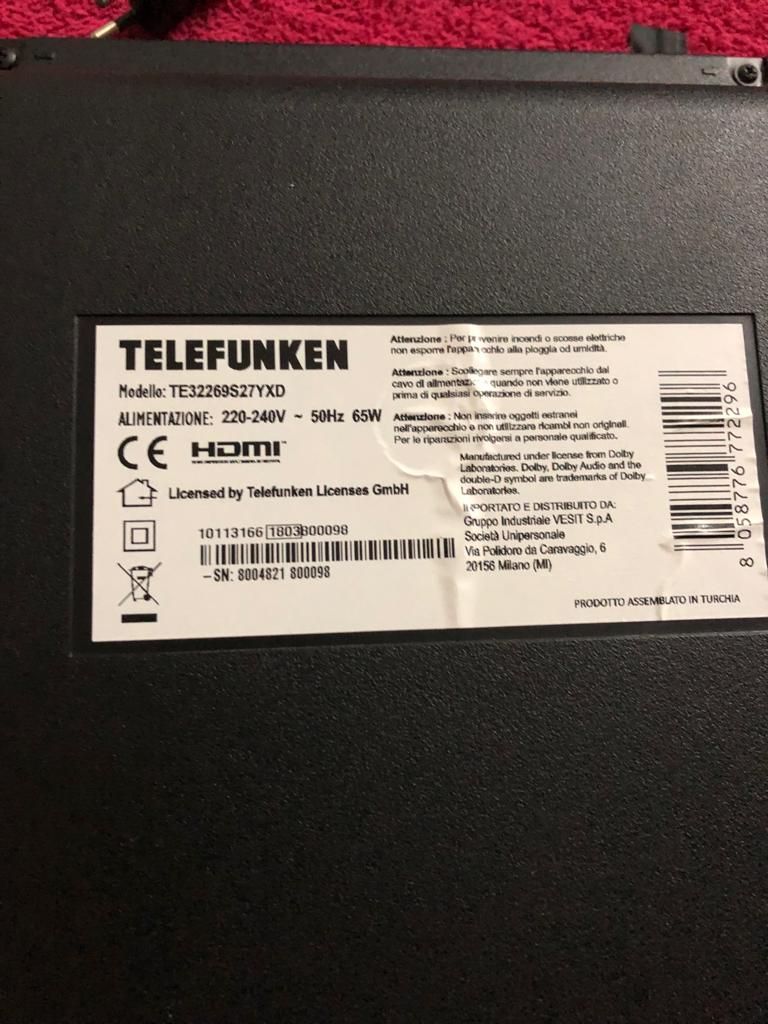 TELEFUNKEN
Modello: TE32269S27YXD
ALIMENTAZIONE: 220-240V ~ 50Hz 65W
CE HDMI
Licensed by Telefunken Licenses GmbH
10113166 1803800098
–SN: 8004821 800098
Attenzione : Per prevenire incendi o scosse elettriche
non esporre l'apparecchio alla pioggia od umidità.
Attenzione : Scollegare sempre l'apparecchio dal
cavo di alimentazione quando non viene utilizzato o
prima di qualsiasi operazione di servizio.
Attenzione : Non inserire oggetti estranei
nell'apparecchio e non utilizzare ricambi non originali.
Per le riparazioni rivolgersi a personale qualificato.
Manufactured under license from Dolby
Laboratories. Dolby, Dolby Audio and the
double-D symbol are trademarks of Dolby
Laboratories.
IMPORTATO E DISTRIBUITO DA:
Gruppo Industriale VESIT S.p.A
Società Unipersonale
Via Polidoro da Caravaggio, 6
20156 Milano (MI)
PRODOTTO ASSEMBLATO IN TURCHIA
8 058776 772296